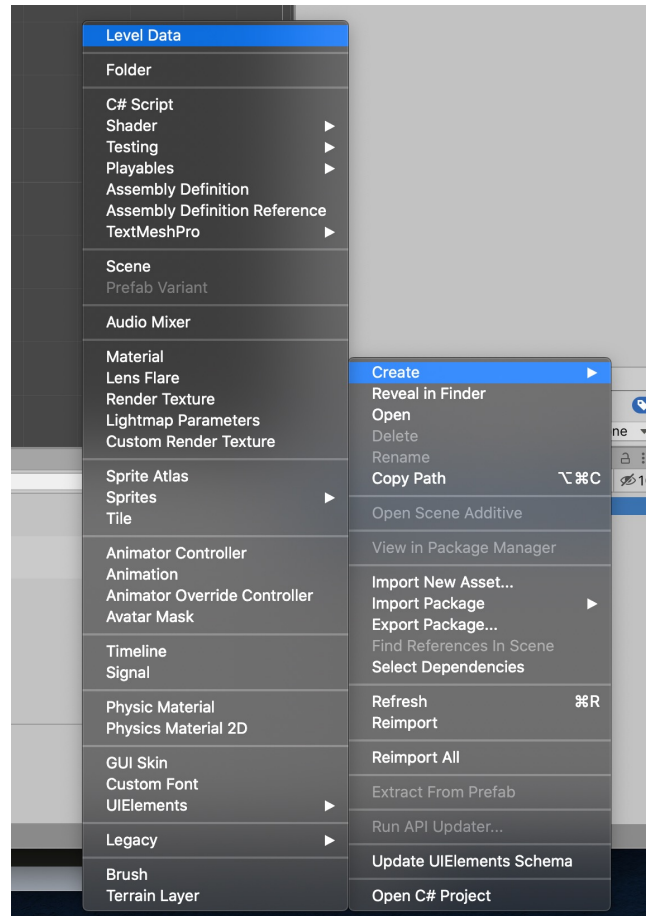 Level Data
Folder
C# Script
Shader
Testing
Playables
Assembly Definition
Assembly Definition Reference
TextMeshPro
Scene
Prefab Variant
Audio Mixer
Material
Lens Flare
Render Texture
Lightmap Parameters
Custom Render Texture
Sprite Atlas
Sprites
Tile
Animator Controller
Animation
Animator Override Controller
Avatar Mask
Timeline
Signal
Physic Material
Physics Material 2D
GUI Skin
Custom Font
UIElements
Legacy
Brush
Terrain Layer
Create
Reveal in Finder
Open
Delete
Rename
Copy Path ⌥⌘C
Open Scene Additive
View in Package Manager
Import New Asset...
Import Package
Export Package...
Find References In Scene
Select Dependencies
Refresh ⌘R
Reimport
Reimport All
Extract From Prefab
Run API Updater...
Update UIElements Schema
Open C# Project
ne